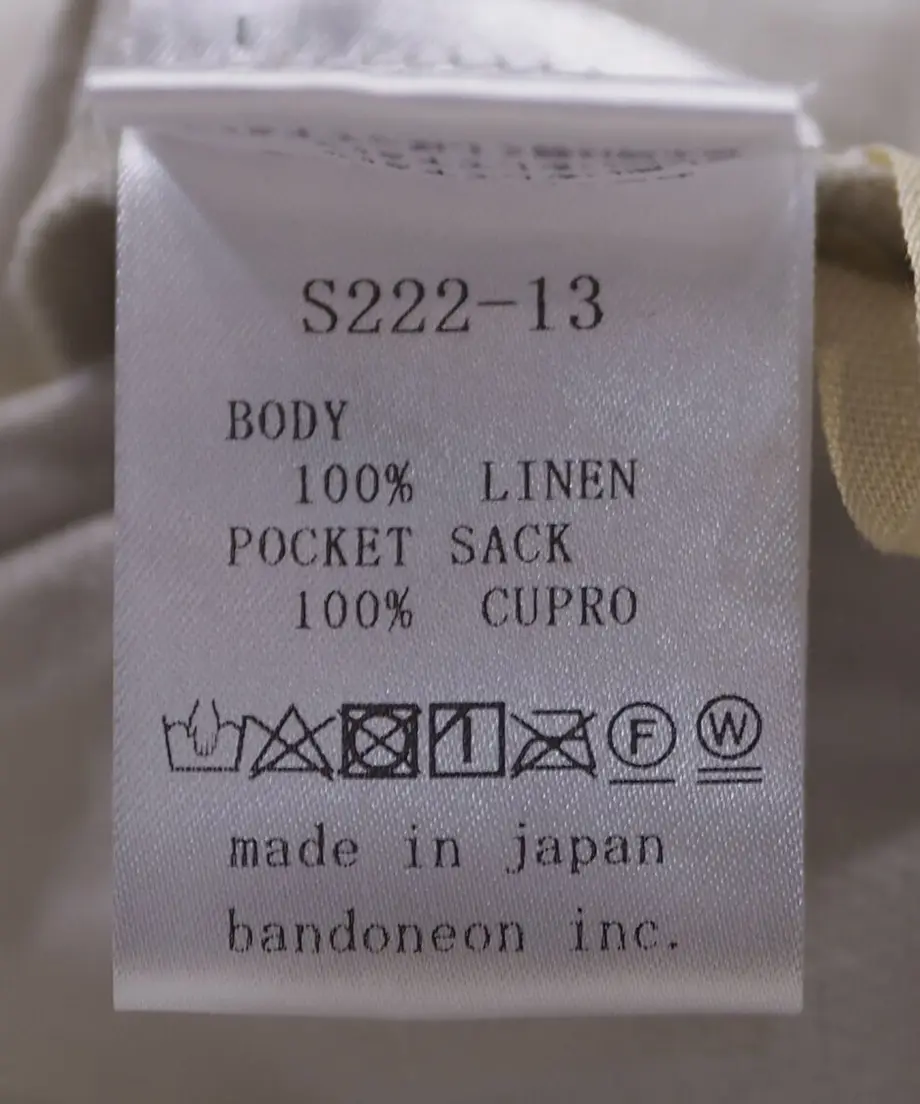 S222-13
BODY
100% LINEN
POCKET SACK
100% CUPRO
F W
made in japan
bandoneon inc.